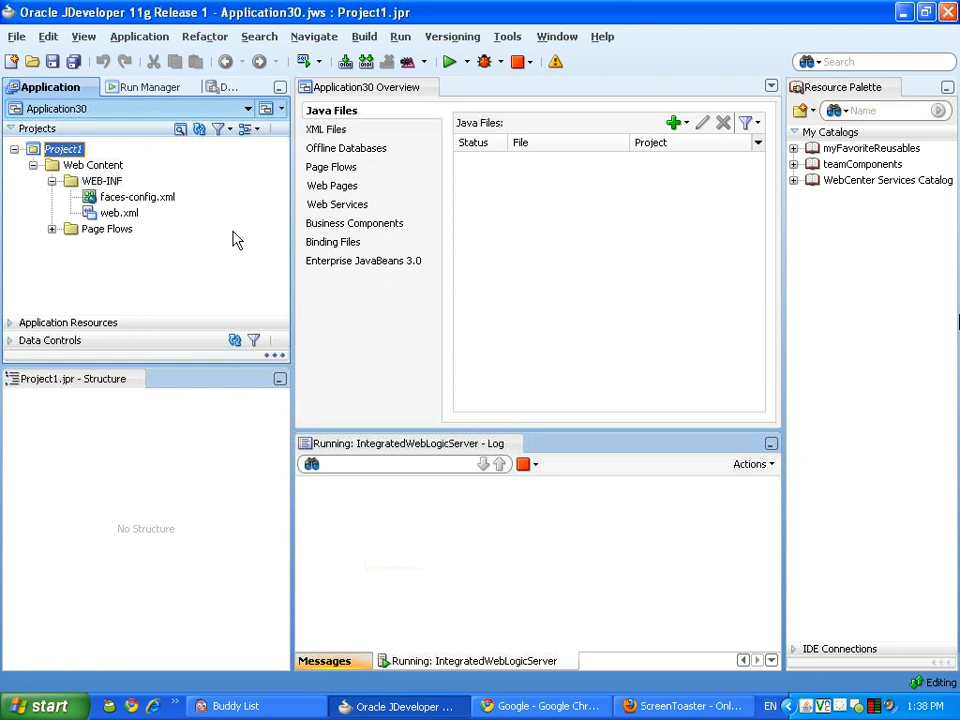 Oracle JDeveloper 11g Release 1 - Application30.jws : Project1.jpr
File Edit View Application Refactor Search Navigate Build Run Versioning Tools Window Help
Search
Application Run Manager D...
Application30
Projects
Project1
Web Content
WEB-INF
faces-config.xml
web.xml
Page Flows
Application Resources
Data Controls
Project1.jpr - Structure
No Structure
Application30 Overview
Java Files
XML Files
Offline Databases
Page Flows
Web Pages
Web Services
Business Components
Binding Files
Enterprise JavaBeans 3.0
Java Files:
Status File Project
Running: IntegratedWebLogicServer - Log
Actions
Messages Running: IntegratedWebLogicServer
Resource Palette
Name
My Catalogs
myFavoriteReusables
teamComponents
WebCenter Services Catalog
IDE Connections
Editing
start Buddy List Oracle JDeveloper ... Google - Google Chr... ScreenToaster - Onl... EN 1:38 PM